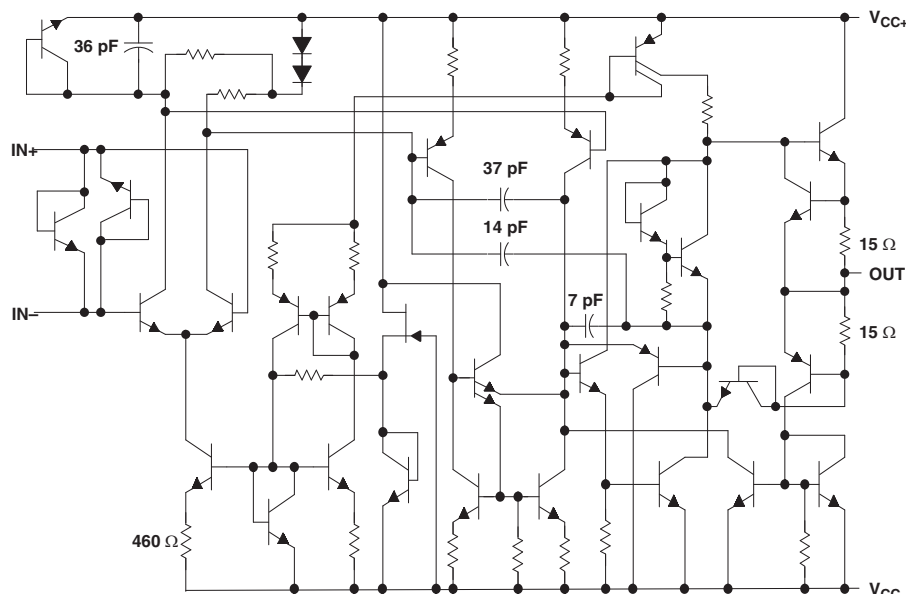 VCC+
36 pF
IN+
37 pF
14 pF
15 Ω
OUT
IN–
7 pF
15 Ω
460 Ω
VCC–